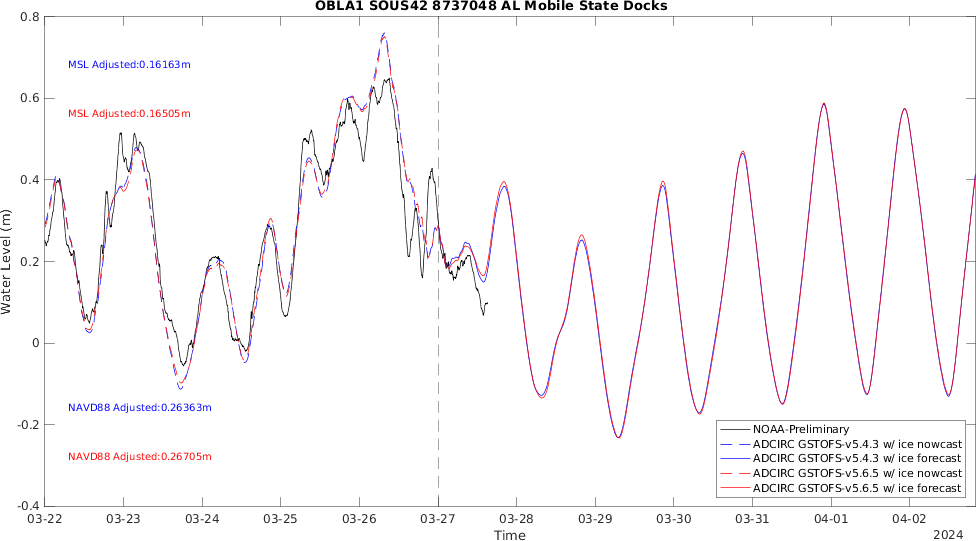 OBLA1 SOUS42 8737048 AL Mobile State Docks
0.8
MSL Adjusted:0.16163m
0.6
MSL Adjusted:0.16505m
0.4
Water Level (m)
0.2
0
NAVD88 Adjusted:0.26363m
-0.2
NAVD88 Adjusted:0.26705m
-0.4
NOAA-Preliminary
ADCIRC GSTOFS-v5.4.3 w/ ice nowcast
ADCIRC GSTOFS-v5.4.3 w/ ice forecast
ADCIRC GSTOFS-v5.6.5 w/ ice nowcast
ADCIRC GSTOFS-v5.6.5 w/ ice forecast
03-22 03-23 03-24 03-25 03-26 03-27 03-28 03-29 03-30 03-31 04-01 04-02
Time
2024